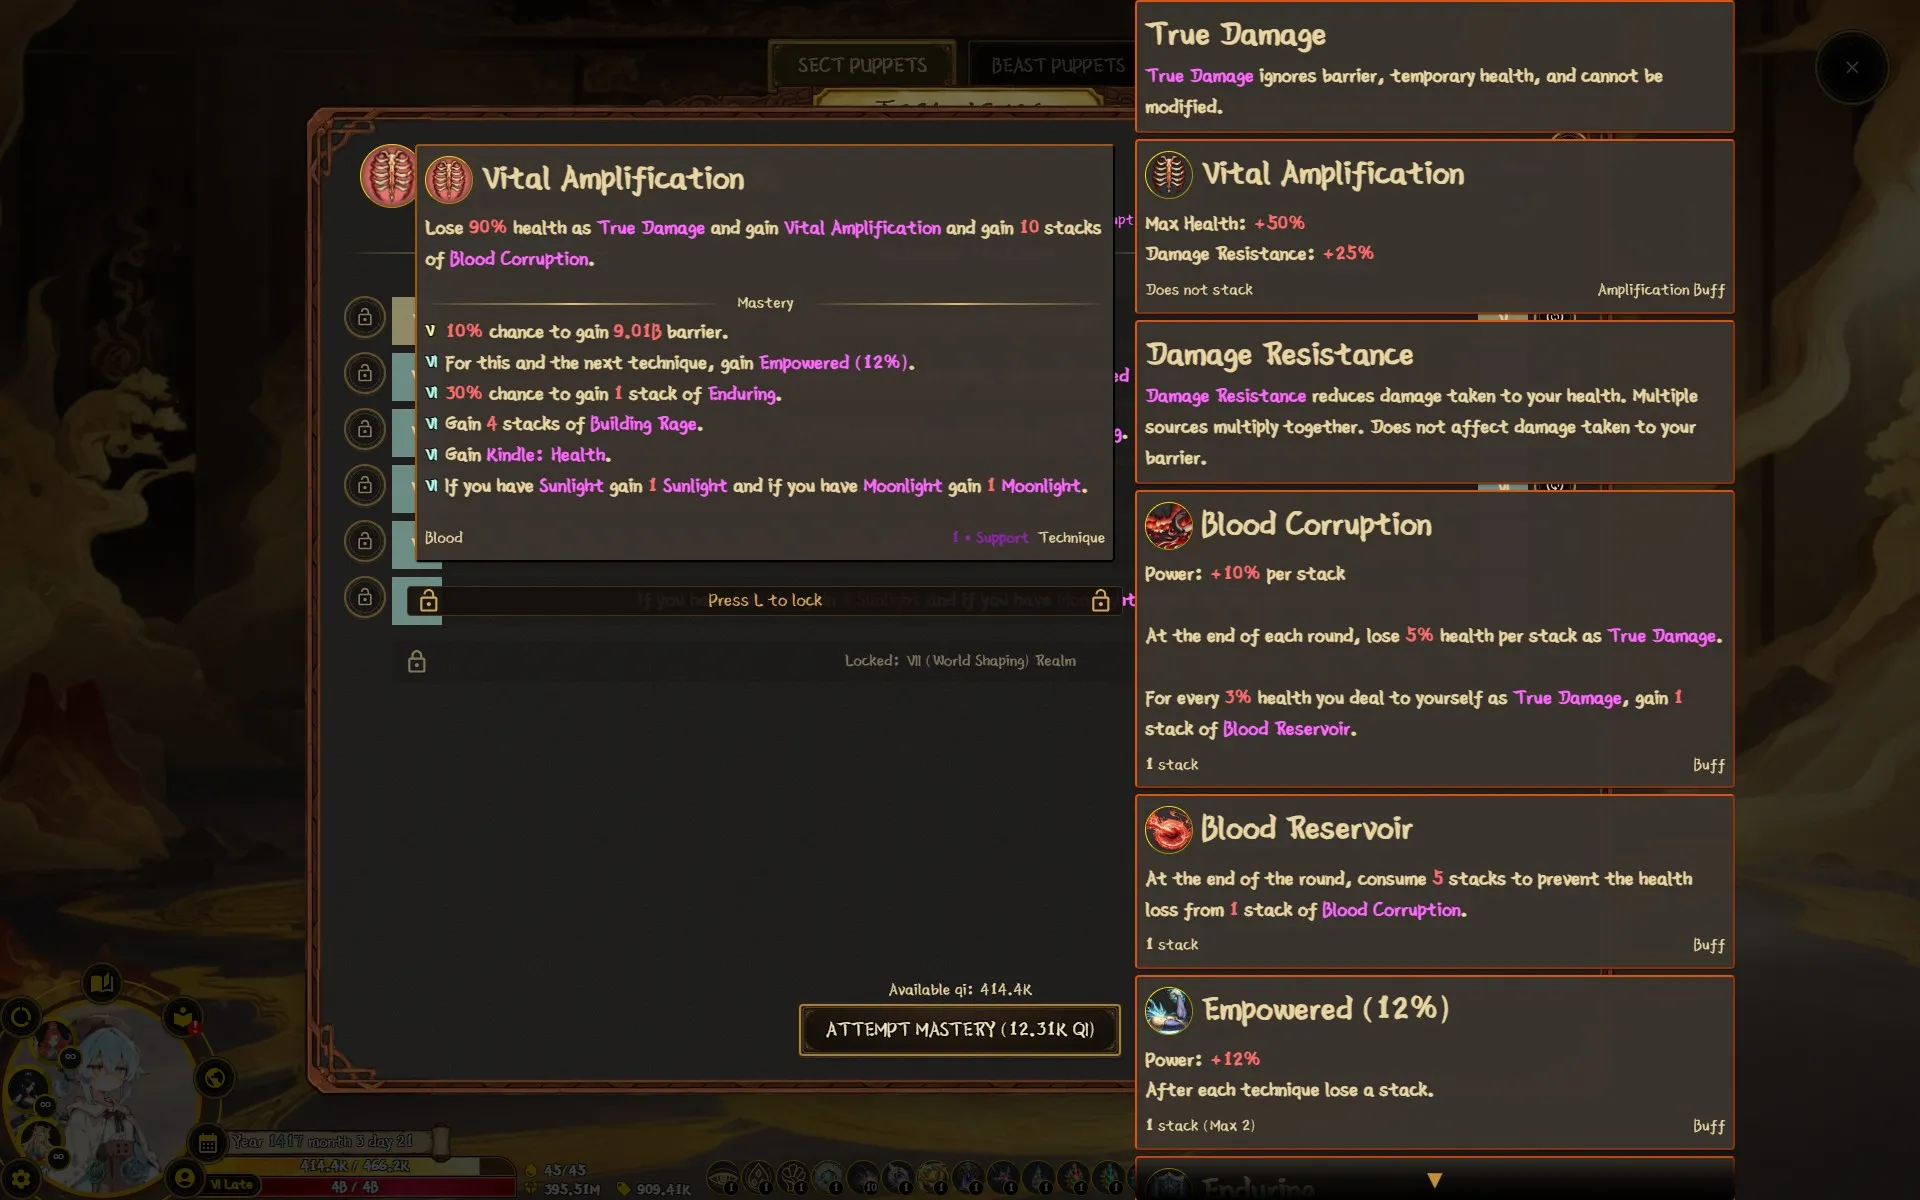 SECT PUPPETS
BEAST PUPPETS
Vital Amplification
Lose 90% health as True Damage and gain Vital Amplification and gain 10 stacks
of Blood Corruption.
Mastery
V 10% chance to gain 9.01B barrier.
VI For this and the next technique, gain Empowered (12%).
VI 30% chance to gain 1 stack of Enduring.
VI Gain 4 stacks of Building Rage.
VI Gain Kindle: Health.
VI If you have Sunlight gain 1 Sunlight and if you have Moonlight gain 1 Moonlight.
Blood
1 • Support Technique
Press L to lock
Locked: VII (World Shaping) Realm
Available qi: 414.4K
ATTEMPT MASTERY (12.31K QI)
True Damage
True Damage ignores barrier, temporary health, and cannot be
modified.
Vital Amplification
Max Health: +50%
Damage Resistance: +25%
Does not stack
Amplification Buff
Damage Resistance
Damage Resistance reduces damage taken to your health. Multiple
sources multiply together. Does not affect damage taken to your
barrier.
Blood Corruption
Power: +10% per stack
At the end of each round, lose 5% health per stack as True Damage.
For every 3% health you deal to yourself as True Damage, gain 1
stack of Blood Reservoir.
1 stack
Buff
Blood Reservoir
At the end of the round, consume 5 stacks to prevent the health
loss from 1 stack of Blood Corruption.
1 stack
Buff
Empowered (12%)
Power: +12%
After each technique lose a stack.
1 stack (Max 2)
Buff
Enduring
Year 1417 month 3 day 21
414.4K / 466.2K
VI Late
4B / 4B
45/45
395.51M
909.41K